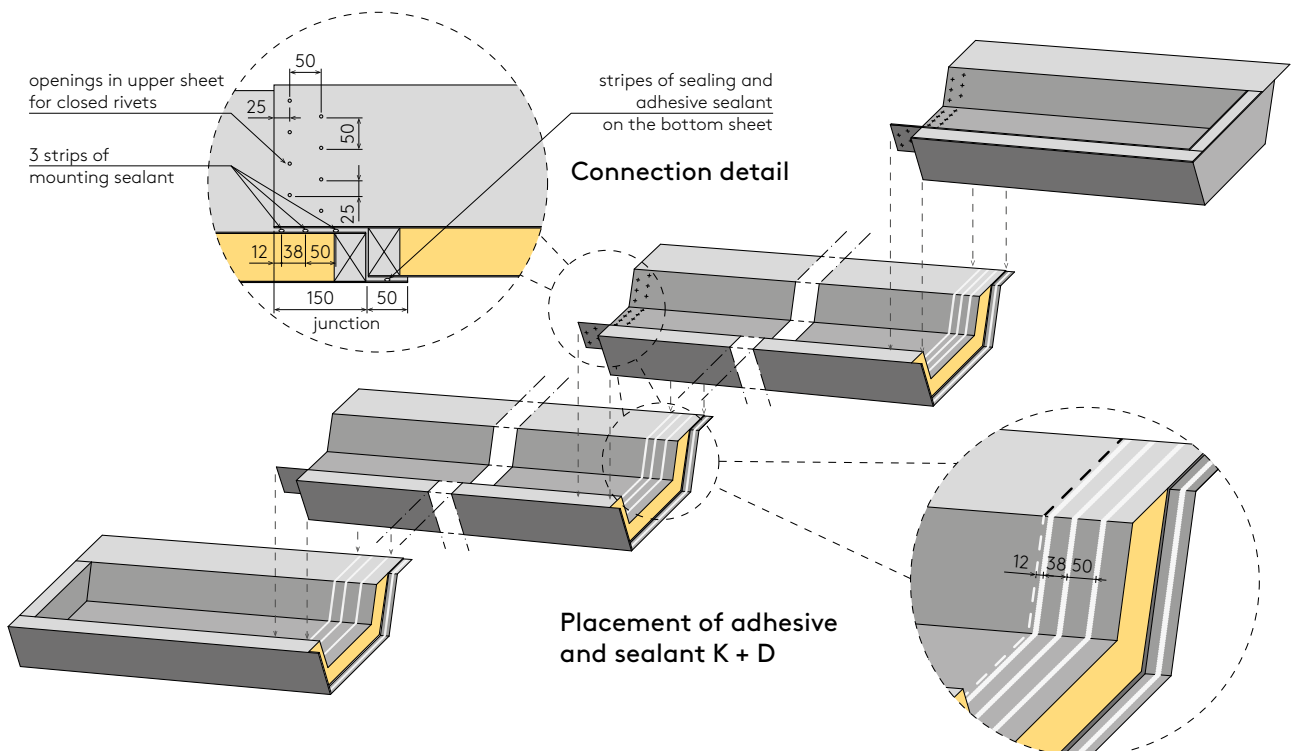 openings in upper sheet
for closed rivets
3 strips of
mounting sealant
50
25
50
25
12 38 50
150 50
junction
stripes of sealing and
adhesive sealant
on the bottom sheet
Connection detail
12 38 50
Placement of adhesive
and sealant K + D